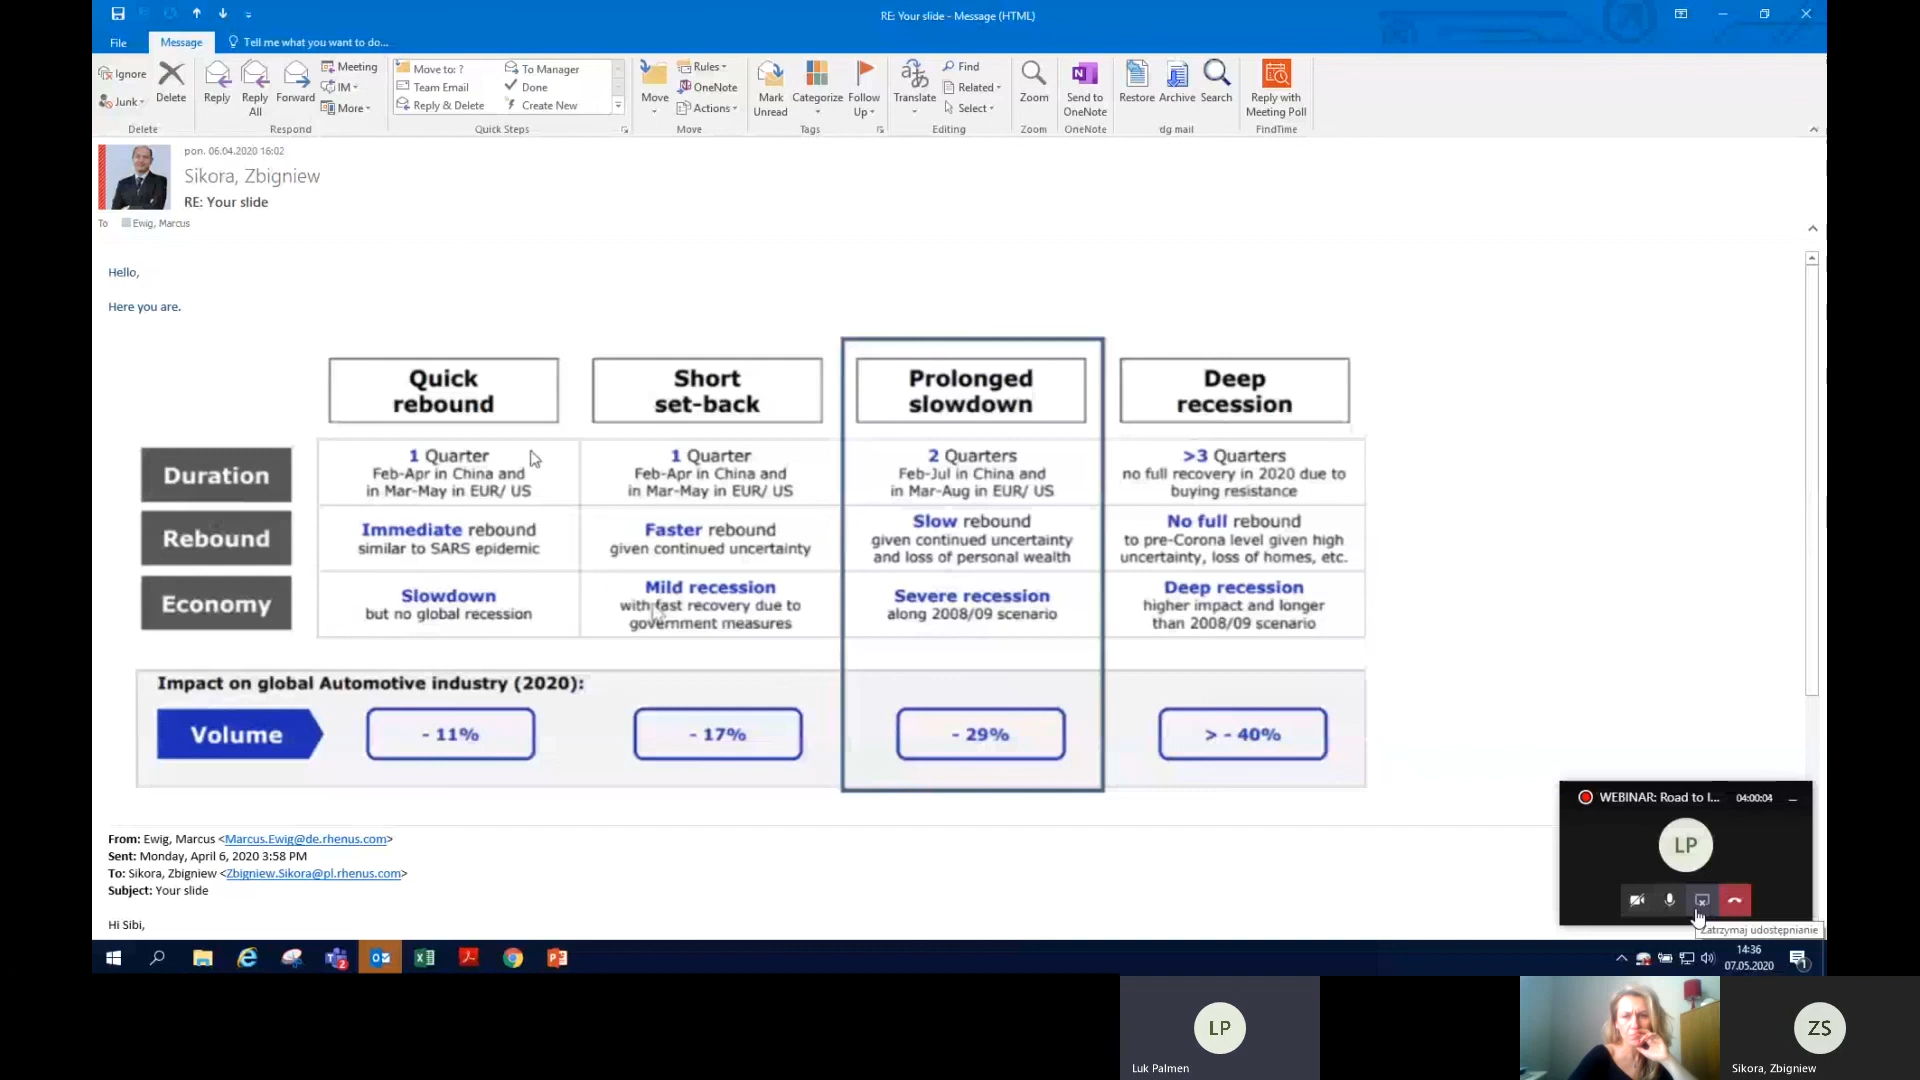 RE: Your slide - Message (HTML)
File
Message
Tell me what you want to do...
Ignore
Junk
Delete
Delete
Reply
Reply All
Forward
Meeting
IM
More
Respond
Move to: ?
Team Email
Reply & Delete
To Manager
Done
Create New
Quick Steps
Move
Rules
OneNote
Actions
Move
Mark Unread
Categorize
Follow Up
Tags
Translate
Find
Related
Select
Editing
Zoom
Zoom
Send to OneNote
OneNote
Restore
Archive
Search
dg mail
Reply with Meeting Poll
FindTime
pon. 06.04.2020 16:02
Sikora, Zbigniew
RE: Your slide
To Ewig, Marcus
Hello,
Here you are.
Quick
rebound
Short
set-back
Prolonged
slowdown
Deep
recession
Duration
1 Quarter
Feb-Apr in China and
in Mar-May in EUR/ US
1 Quarter
Feb-Apr in China and
in Mar-May in EUR/ US
2 Quarters
Feb-Jul in China and
in Mar-Aug in EUR/ US
>3 Quarters
no full recovery in 2020 due to
buying resistance
Rebound
Immediate rebound
similar to SARS epidemic
Faster rebound
given continued uncertainty
Slow rebound
given continued uncertainty
and loss of personal wealth
No full rebound
to pre-Corona level given high
uncertainty, loss of homes, etc.
Economy
Slowdown
but no global recession
Mild recession
with fast recovery due to
government measures
Severe recession
along 2008/09 scenario
Deep recession
higher impact and longer
than 2008/09 scenario
Impact on global Automotive industry (2020):
Volume
- 11%
- 17%
- 29%
> - 40%
From: Ewig, Marcus <Marcus.Ewig@de.rhenus.com>
Sent: Monday, April 6, 2020 3:58 PM
To: Sikora, Zbigniew <Zbigniew.Sikora@pl.rhenus.com>
Subject: Your slide
Hi Sibi,
WEBINAR: Road to I... 04:00:04
LP
Zatrzymaj udostępnianie
14:36
07.05.2020
LP
Luk Palmen
ZS
Sikora, Zbigniew